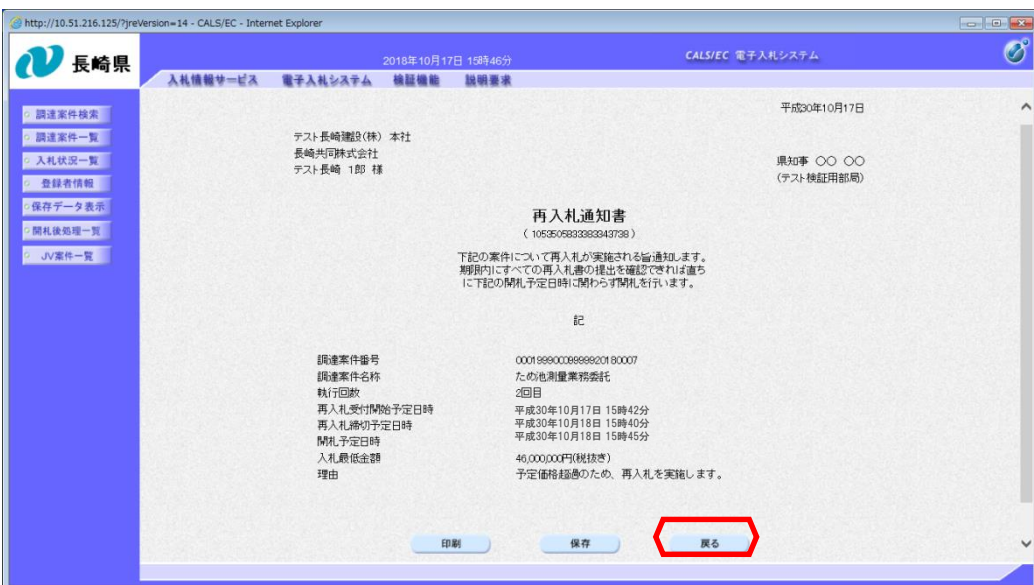 http://10.51.216.125/?jreVersion=14 - CALS/EC - Internet Explorer
長崎県
2018年10月17日 15時46分
CALS/EC 電子入札システム
入札情報サービス 電子入札システム 検証機能 説明要求
調達案件検索
調達案件一覧
入札状況一覧
登録者情報
保存データ表示
開札後処理一覧
JV案件一覧
平成30年10月17日
テスト長崎建設(株) 本社
長崎共同株式会社
テスト長崎 1郎 様
県知事 〇〇 〇〇
(テスト検証用部局)
再入札通知書
下記の案件について再入札が実施される旨通知します。
期限内にすべての再入札書の提出を確認できれば直ち
に下記の開札予定日時に関わらず開札を行います。
記
調達案件番号
調達案件名称 ため池測量業務委託
執行回数 2回目
再入札受付開始予定日時 平成30年10月17日 15時42分
再入札締切予定日時 平成30年10月18日 15時40分
開札予定日時 平成30年10月18日 15時45分
入札最低金額 46,000,000円(税抜き)
理由 予定価格超過のため、再入札を実施します。
印刷 保存 戻る